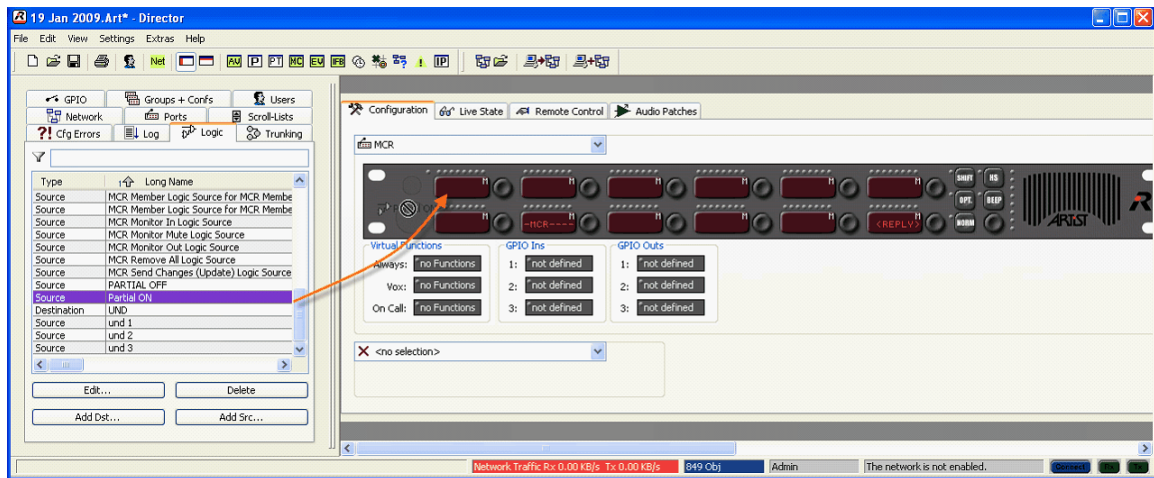 19 Jan 2009.Art* - Director
File Edit View Settings Extras Help
Net AV P PT MC EV IFB IP
GPIO Groups + Confs Users
Network Ports Scroll-Lists
?! Cfg Errors Log Logic Trunking
Configuration Live State Remote Control Audio Patches
MCR
Type Long Name
Source MCR Member Logic Source for MCR Membe
Source MCR Member Logic Source for MCR Membe
Source MCR Monitor In Logic Source
Source MCR Monitor Mute Logic Source
Source MCR Monitor Out Logic Source
Source MCR Remove All Logic Source
Source MCR Send Changes (Update) Logic Source
Source PARTIAL OFF
Source Partial ON
Destination UND
Source und 1
Source und 2
Source und 3
Edit... Delete
Add Dst... Add Src...
M M M M M M
SHIFT HS
OPT. BEEP
M M M M M M
-MCR---- <REPLY> NORM
ARTIST
Virtual Functions GPIO Ins GPIO Outs
Always: no Functions 1: not defined 1: not defined
Vox: no Functions 2: not defined 2: not defined
On Call: no Functions 3: not defined 3: not defined
<no selection>
Network Traffic Rx 0.00 KB/s Tx 0.00 KB/s 849 Obj Admin The network is not enabled. Connect Rx Tx